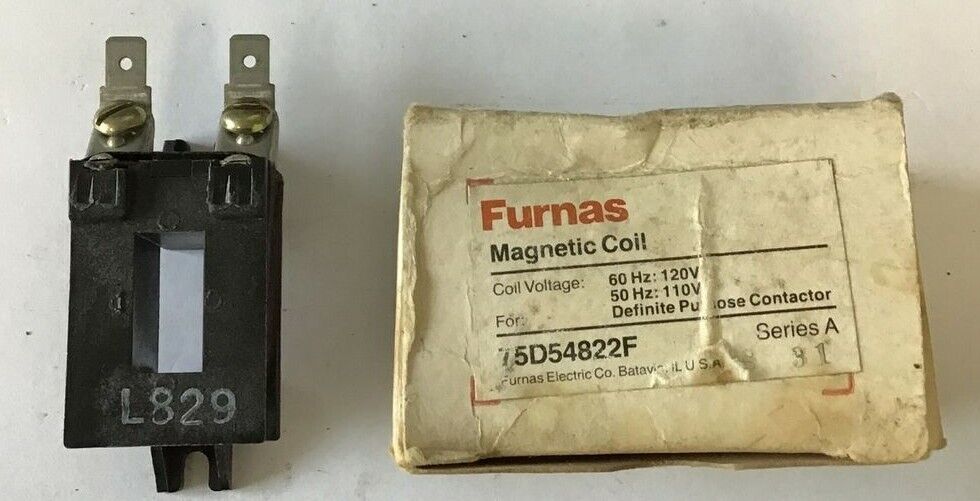 L829
Furnas
Magnetic Coil
Coil Voltage: 60 Hz: 120V
50 Hz: 110V
For: Definite Purpose Contactor
75D54822F Series A
Furnas Electric Co. Batavia, IL U.S.A. 81